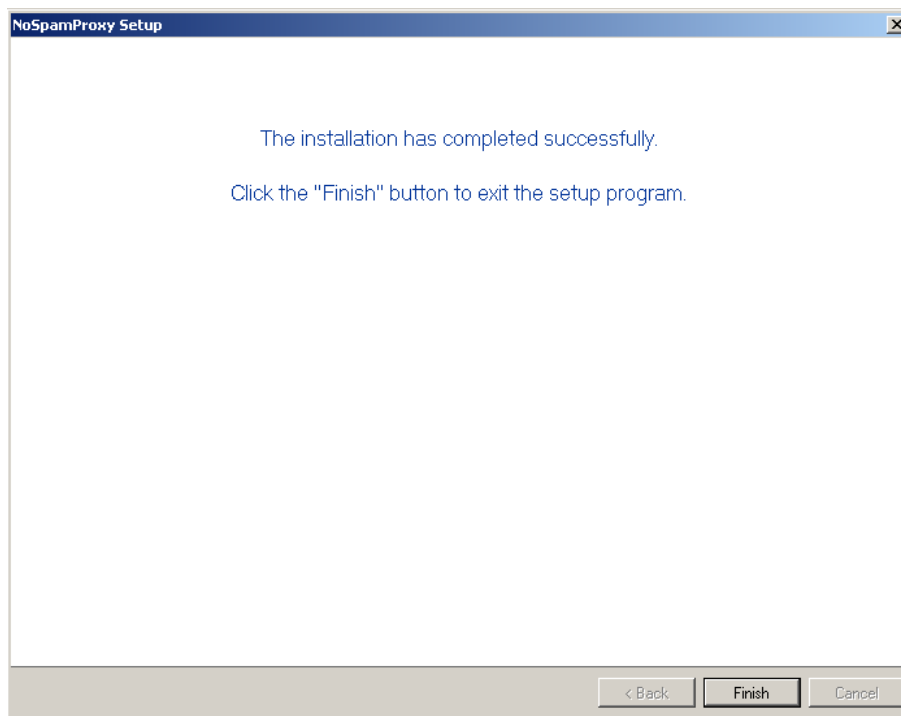 NoSpamProxy Setup
The installation has completed successfully.
Click the "Finish" button to exit the setup program.
< Back
Finish
Cancel